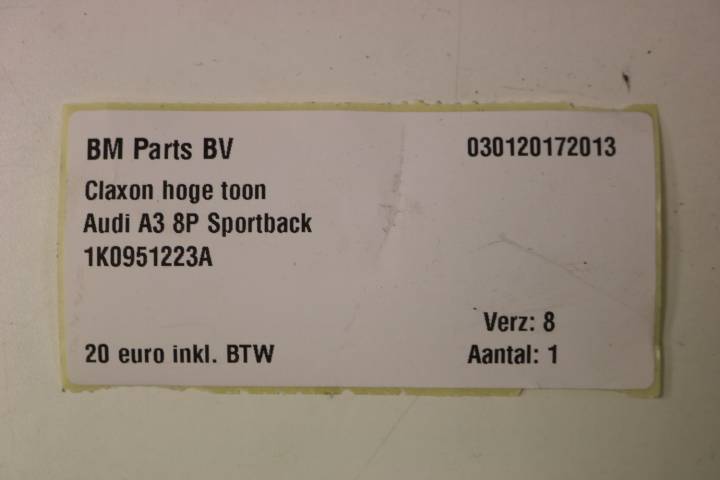 BM Parts BV 030120172013
Claxon hoge toon
Audi A3 8P Sportback
1K0951223A
Verz: 8
20 euro inkl. BTW Aantal: 1